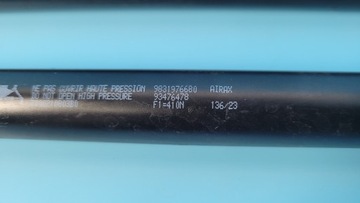 NE PAS OUVRIR HAUTE PRESSION 9831976680 AIRAX
DO NOT OPEN HIGH PRESSURE 93476478
F1=410N 136/23